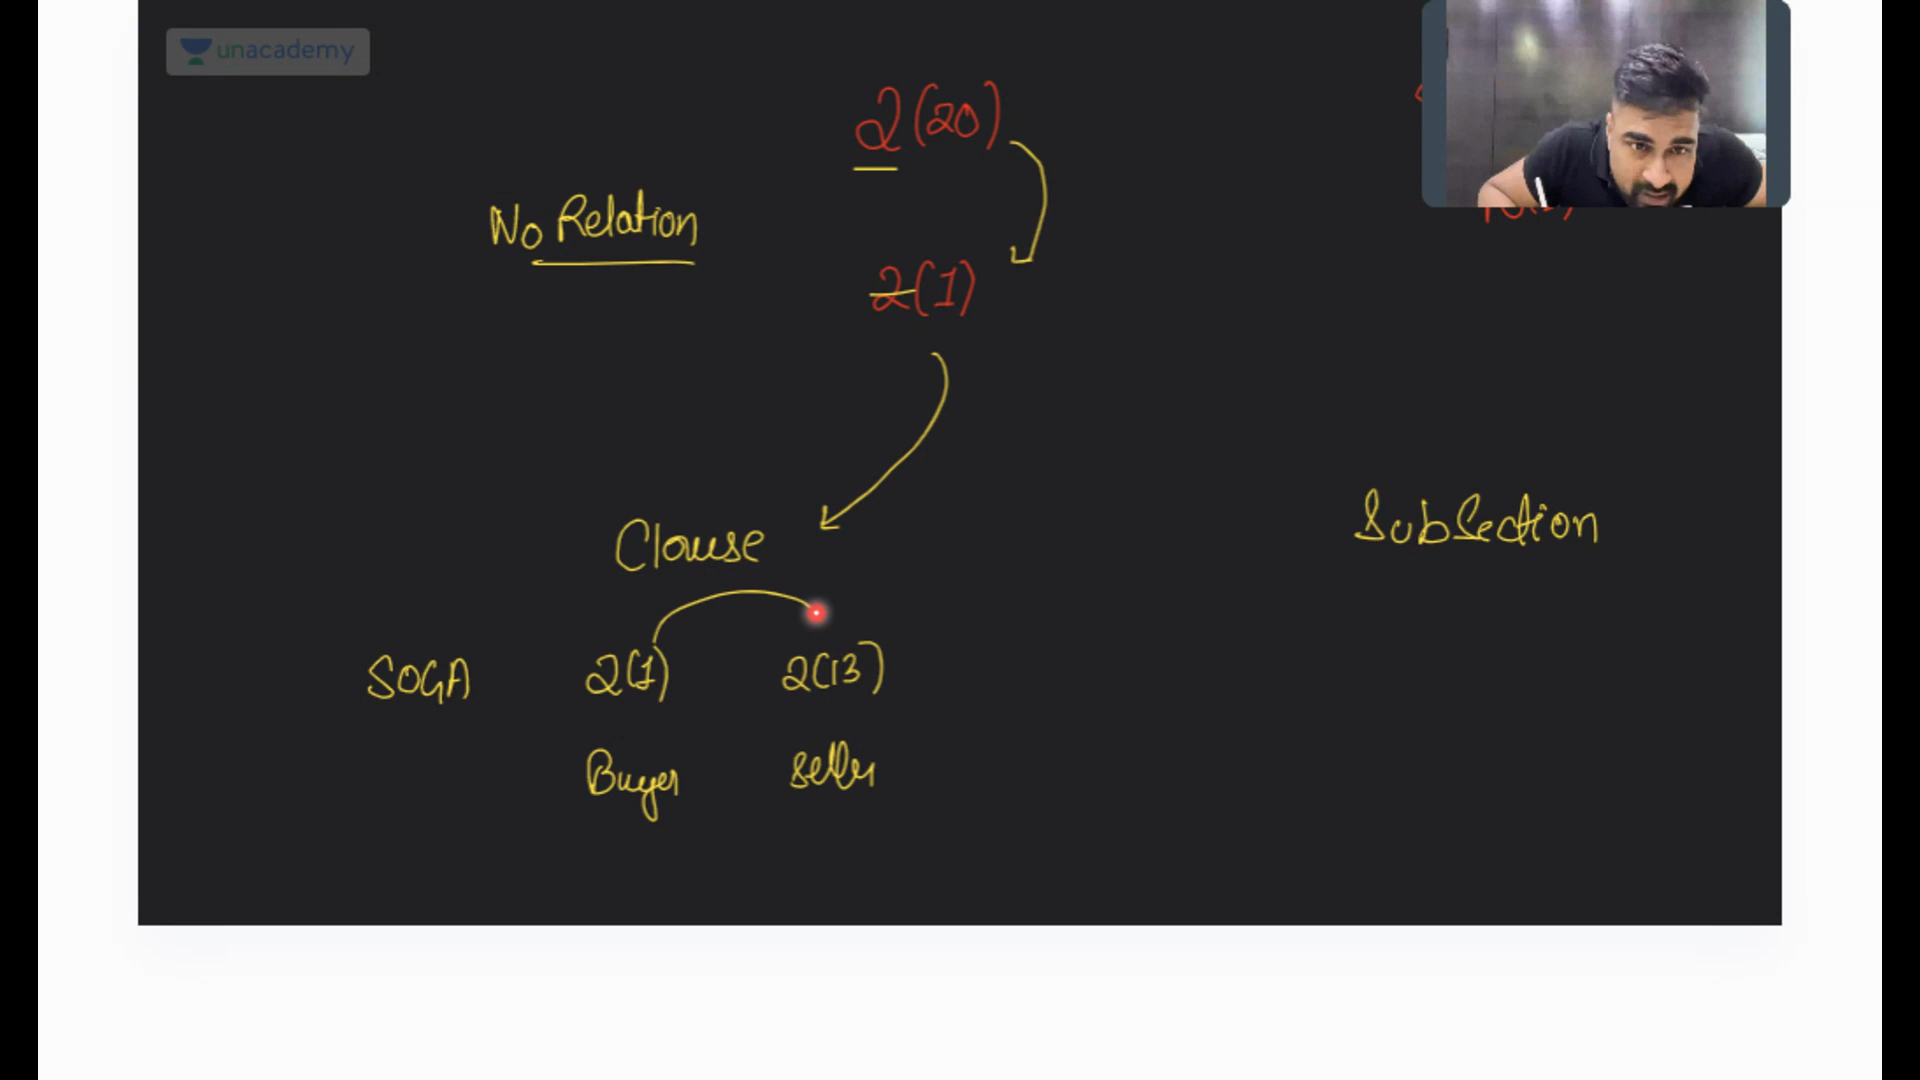 unacademy
2(20)
No Relation
2(1)
Clause
SubSection
SOGA 2(1) 2(13)
Buyer Seller